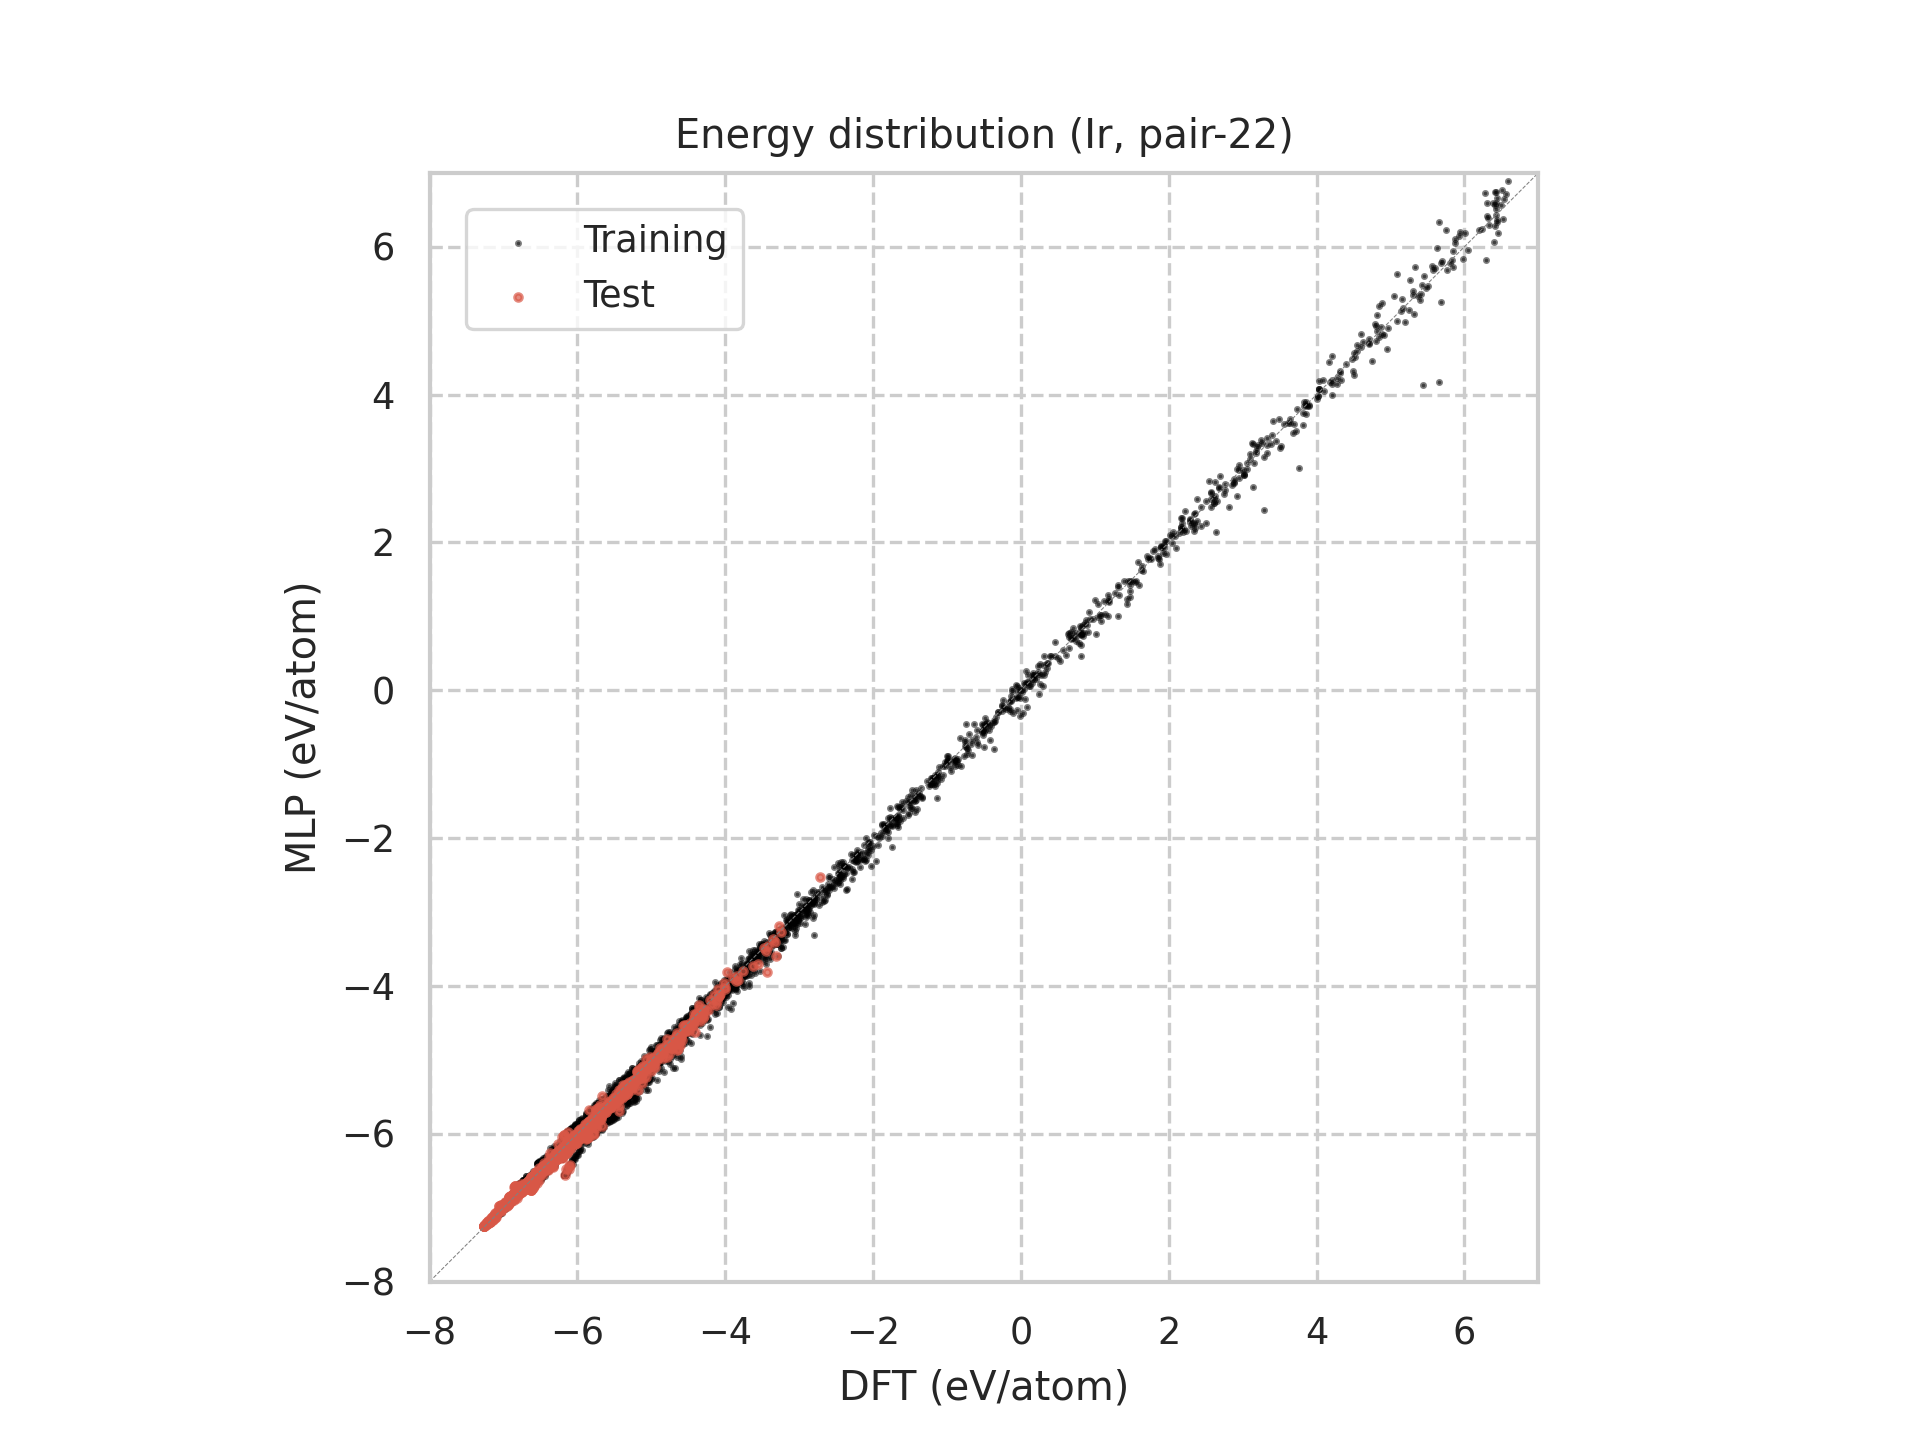 Energy distribution (Ir, pair-22)
Training
Test
6
4
2
0
−2
−4
−6
−8
MLP (eV/atom)
−8 −6 −4 −2 0 2 4 6
DFT (eV/atom)